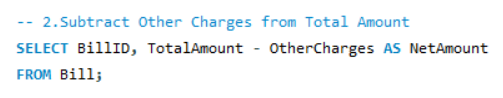 -- 2.Subtract Other Charges from Total Amount
SELECT BillID, TotalAmount - OtherCharges AS NetAmount
FROM Bill;